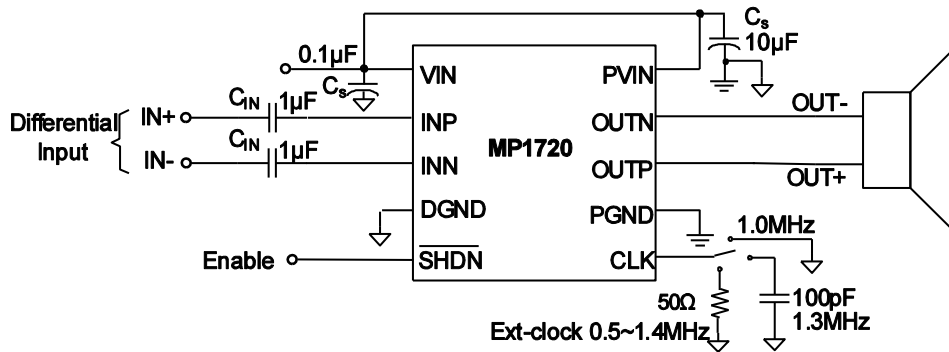 Cs
10µF
0.1µF
Cs
VIN
PVIN
CIN
1µF
IN+
INP
OUTN
OUT-
Differential
Input
CIN
1µF
IN-
INN
MP1720
OUTP
OUT+
DGND
PGND
1.0MHz
Enable
SHDN
CLK
50Ω
100pF
1.3MHz
Ext-clock 0.5~1.4MHz